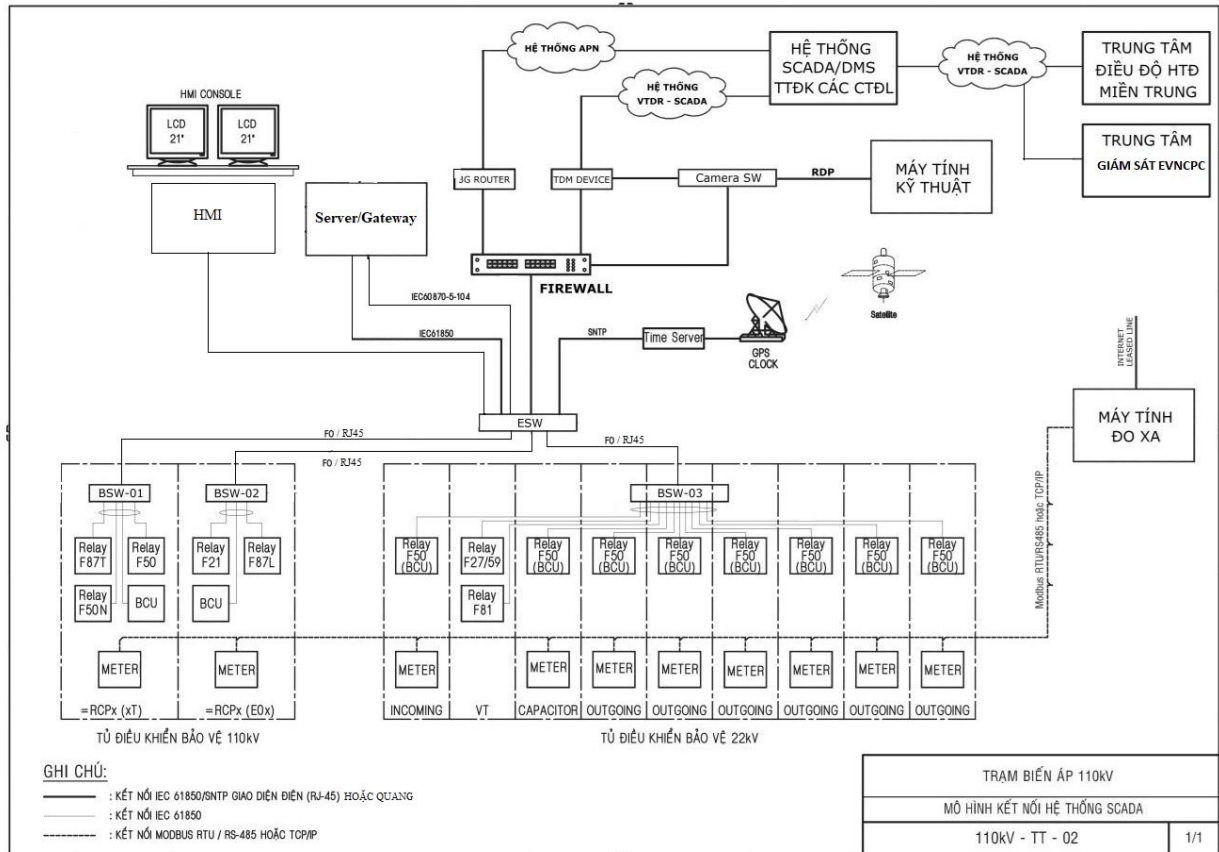 HỆ THỐNG APN
HỆ THỐNG
SCADA/DMS
TTĐK CÁC CTĐL
HỆ THỐNG
VTDR - SCADA
TRUNG TÂM
ĐIỀU ĐỘ HTĐ
MIỀN TRUNG
HỆ THỐNG
VTDR - SCADA
TRUNG TÂM
GIÁM SÁT EVNCPC
HMI CONSOLE
LCD
21"
LCD
21"
3G ROUTER
TDM DEVICE
Camera SW
RDP
MÁY TÍNH
KỸ THUẬT
HMI
Server/Gateway
FIREWALL
IEC60870-5-104
IEC61850
SNTP
Time Server
GPS
CLOCK
Satellite
INTERNET
LEASED LINE
MÁY TÍNH
ĐO XA
ESW
FO / RJ45
FO / RJ45
FO / RJ45
Modbus RTU/RS485 hoặc TCP/IP
BSW-01
BSW-02
BSW-03
Relay
F87T
Relay
F50
Relay
F21
Relay
F87L
Relay
F50
(BCU)
Relay
F27/59
Relay
F50
(BCU)
Relay
F50
(BCU)
Relay
F50
(BCU)
Relay
F50
(BCU)
Relay
F50
(BCU)
Relay
F50
(BCU)
Relay
F50
(BCU)
Relay
F50N
BCU
BCU
Relay
F81
METER
METER
METER
METER
METER
METER
METER
METER
METER
METER
=RCPx (xT)
=RCPx (E0x)
INCOMING
VT
CAPACITOR
OUTGOING
OUTGOING
OUTGOING
OUTGOING
OUTGOING
OUTGOING
TỦ ĐIỀU KHIỂN BẢO VỆ 110kV
TỦ ĐIỀU KHIỂN BẢO VỆ 22kV
GHI CHÚ:
: KẾT NỐI IEC 61850/SNTP GIAO DIỆN ĐIỆN (RJ-45) HOẶC QUANG
: KẾT NỐI IEC 61850
: KẾT NỐI MODBUS RTU / RS-485 HOẶC TCP/IP
TRẠM BIẾN ÁP 110kV
MÔ HÌNH KẾT NỐI HỆ THỐNG SCADA
110kV - TT - 02
1/1